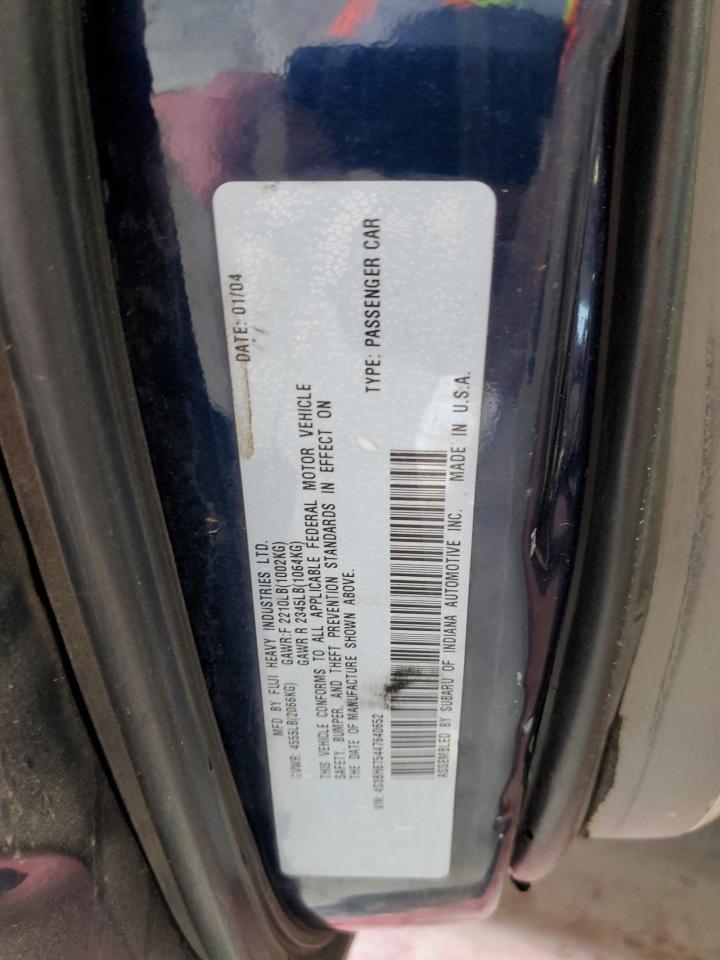 MFD BY FUJI HEAVY INDUSTRIES LTD. DATE: 01/04
GVWR: 4555LB(2066KG) GAWR:F 2210LB(1002KG)
GAWR R 2345LB(1064KG)
THIS VEHICLE CONFORMS TO ALL APPLICABLE FEDERAL MOTOR VEHICLE
SAFETY, BUMPER, AND THEFT PREVENTION STANDARDS IN EFFECT ON
THE DATE OF MANUFACTURE SHOWN ABOVE.
VIN: 4S3BH675447640652 TYPE: PASSENGER CAR
ASSEMBLED BY SUBARU OF INDIANA AUTOMOTIVE INC. MADE IN U.S.A.